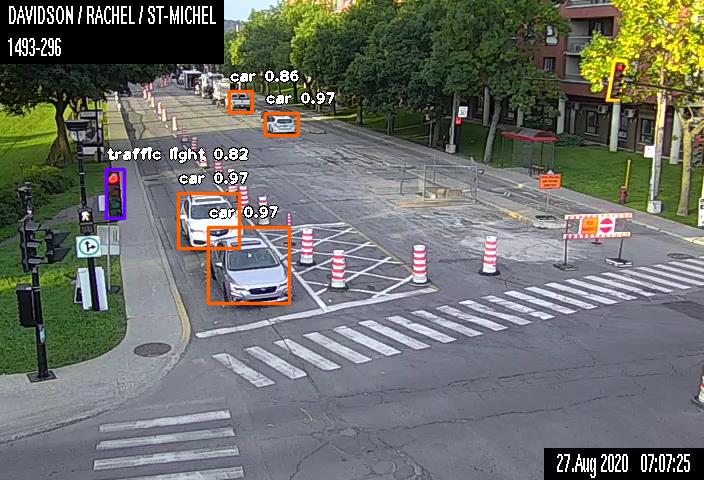 DAVIDSON / RACHEL / ST-MICHEL
1493-296
car 0.86
car 0.97
traffic light 0.82
car 0.97
car 0.97
27.Aug 2020 07:07:25